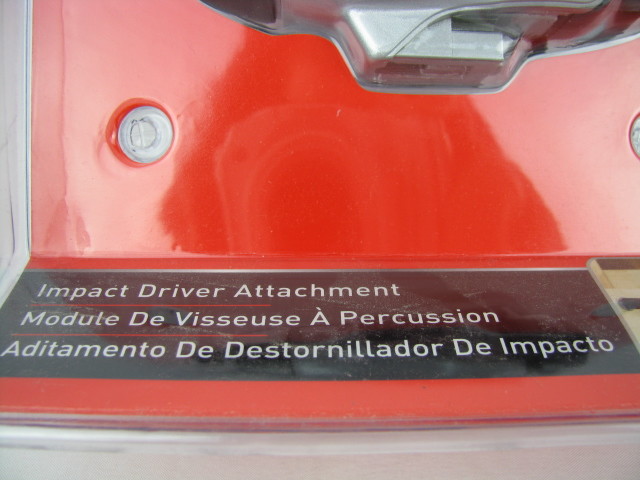 Impact Driver Attachment
Module De Visseuse À Percussion
Aditamento De Destornillador De Impacto